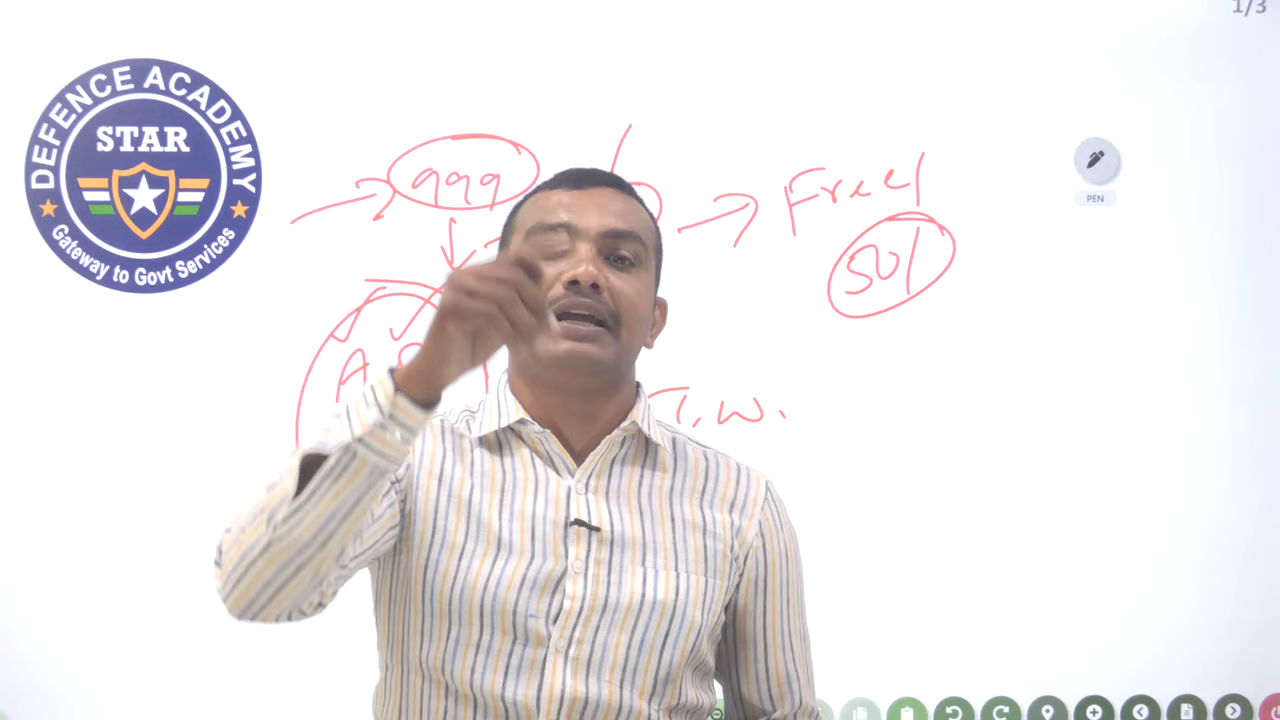 1/3
DEFENCE ACADEMY
STAR
Gateway to Govt Services
999
Free
50%
PEN
A
T.W.